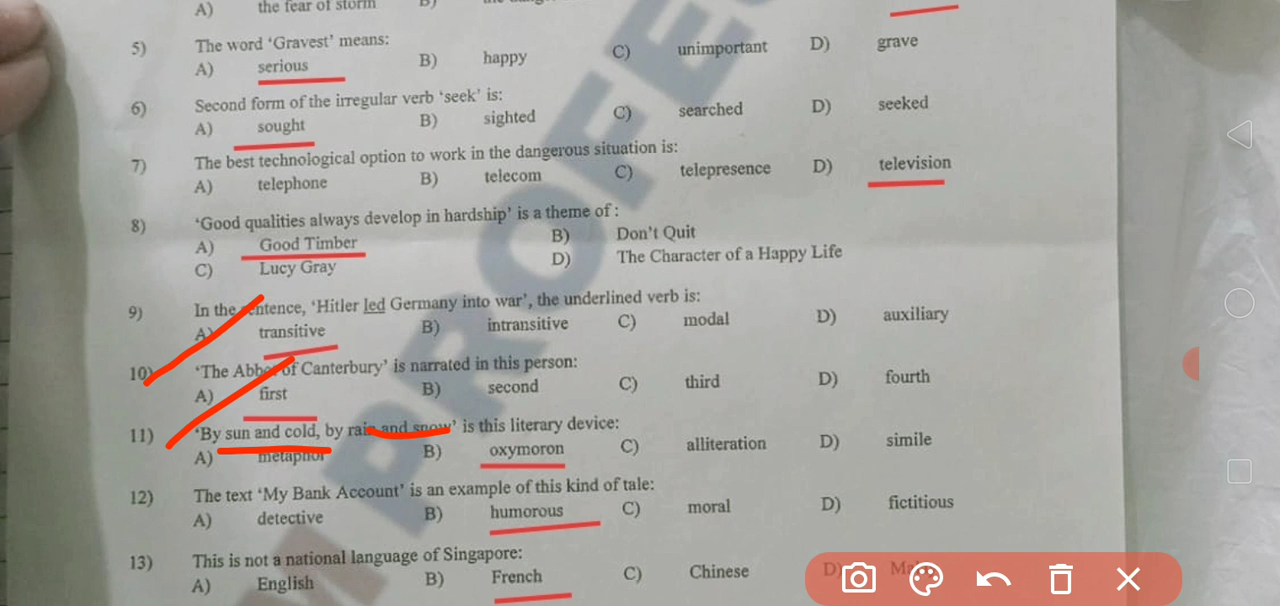 A) the fear of storm B)
5) The word ‘Gravest’ means:
A) serious B) happy C) unimportant D) grave
6) Second form of the irregular verb ‘seek’ is:
A) sought B) sighted C) searched D) seeked
7) The best technological option to work in the dangerous situation is:
A) telephone B) telecom C) telepresence D) television
8) ‘Good qualities always develop in hardship’ is a theme of :
A) Good Timber B) Don’t Quit
C) Lucy Gray D) The Character of a Happy Life
9) In the sentence, ‘Hitler led Germany into war’, the underlined verb is:
A) transitive B) intransitive C) modal D) auxiliary
10) ‘The Abbot of Canterbury’ is narrated in this person:
A) first B) second C) third D) fourth
11) ‘By sun and cold, by rain and snow’ is this literary device:
A) metaphor B) oxymoron C) alliteration D) simile
12) The text ‘My Bank Account’ is an example of this kind of tale:
A) detective B) humorous C) moral D) fictitious
13) This is not a national language of Singapore:
A) English B) French C) Chinese D)